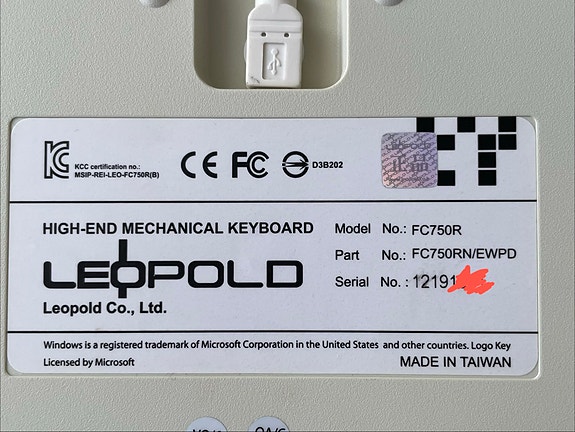 KCC certification no.:
MSIP-REI-LEO-FC750R(B)
CE FC D3B202
HIGH-END MECHANICAL KEYBOARD
LEOPOLD
Leopold Co., Ltd.
Model No.: FC750R
Part No.: FC750RN/EWPD
Serial No.: 12191
Windows is a registered trademark of Microsoft Corporation in the United States and other countries. Logo Key
Licensed by Microsoft
MADE IN TAIWAN